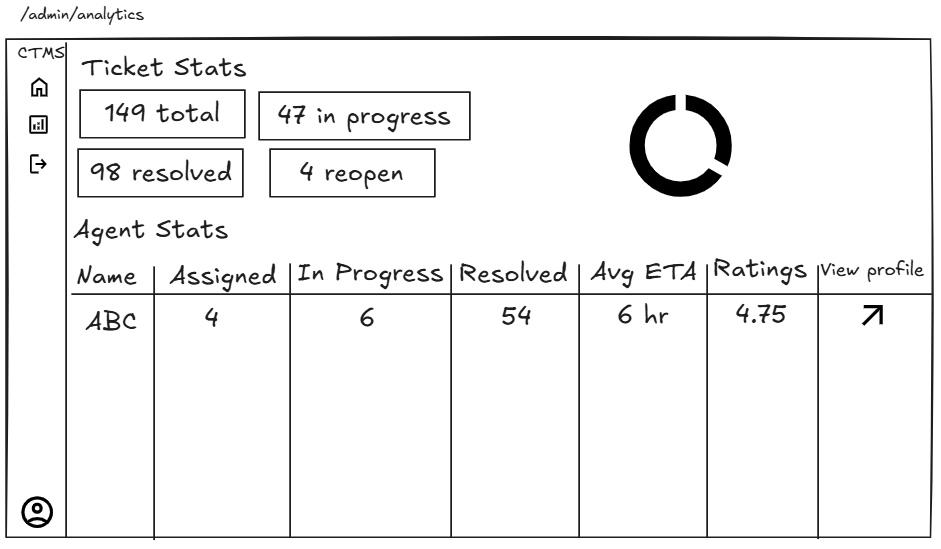 /admin/analytics
CTMS
Ticket Stats
149 total
47 in progress
98 resolved
4 reopen
Agent Stats
Name Assigned In Progress Resolved Avg ETA Ratings View profile
ABC 4 6 54 6 hr 4.75